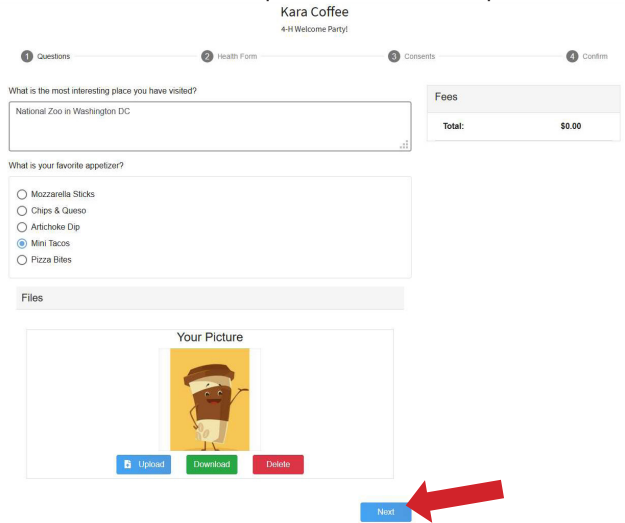 Kara Coffee
4-H Welcome Party!
1 Questions 2 Health Form 3 Consents 4 Confirm
What is the most interesting place you have visited?
National Zoo in Washington DC
Fees
Total: $0.00
What is your favorite appetizer?
Mozzarella Sticks
Chips & Queso
Artichoke Dip
Mini Tacos
Pizza Bites
Files
Your Picture
Upload Download Delete
Next